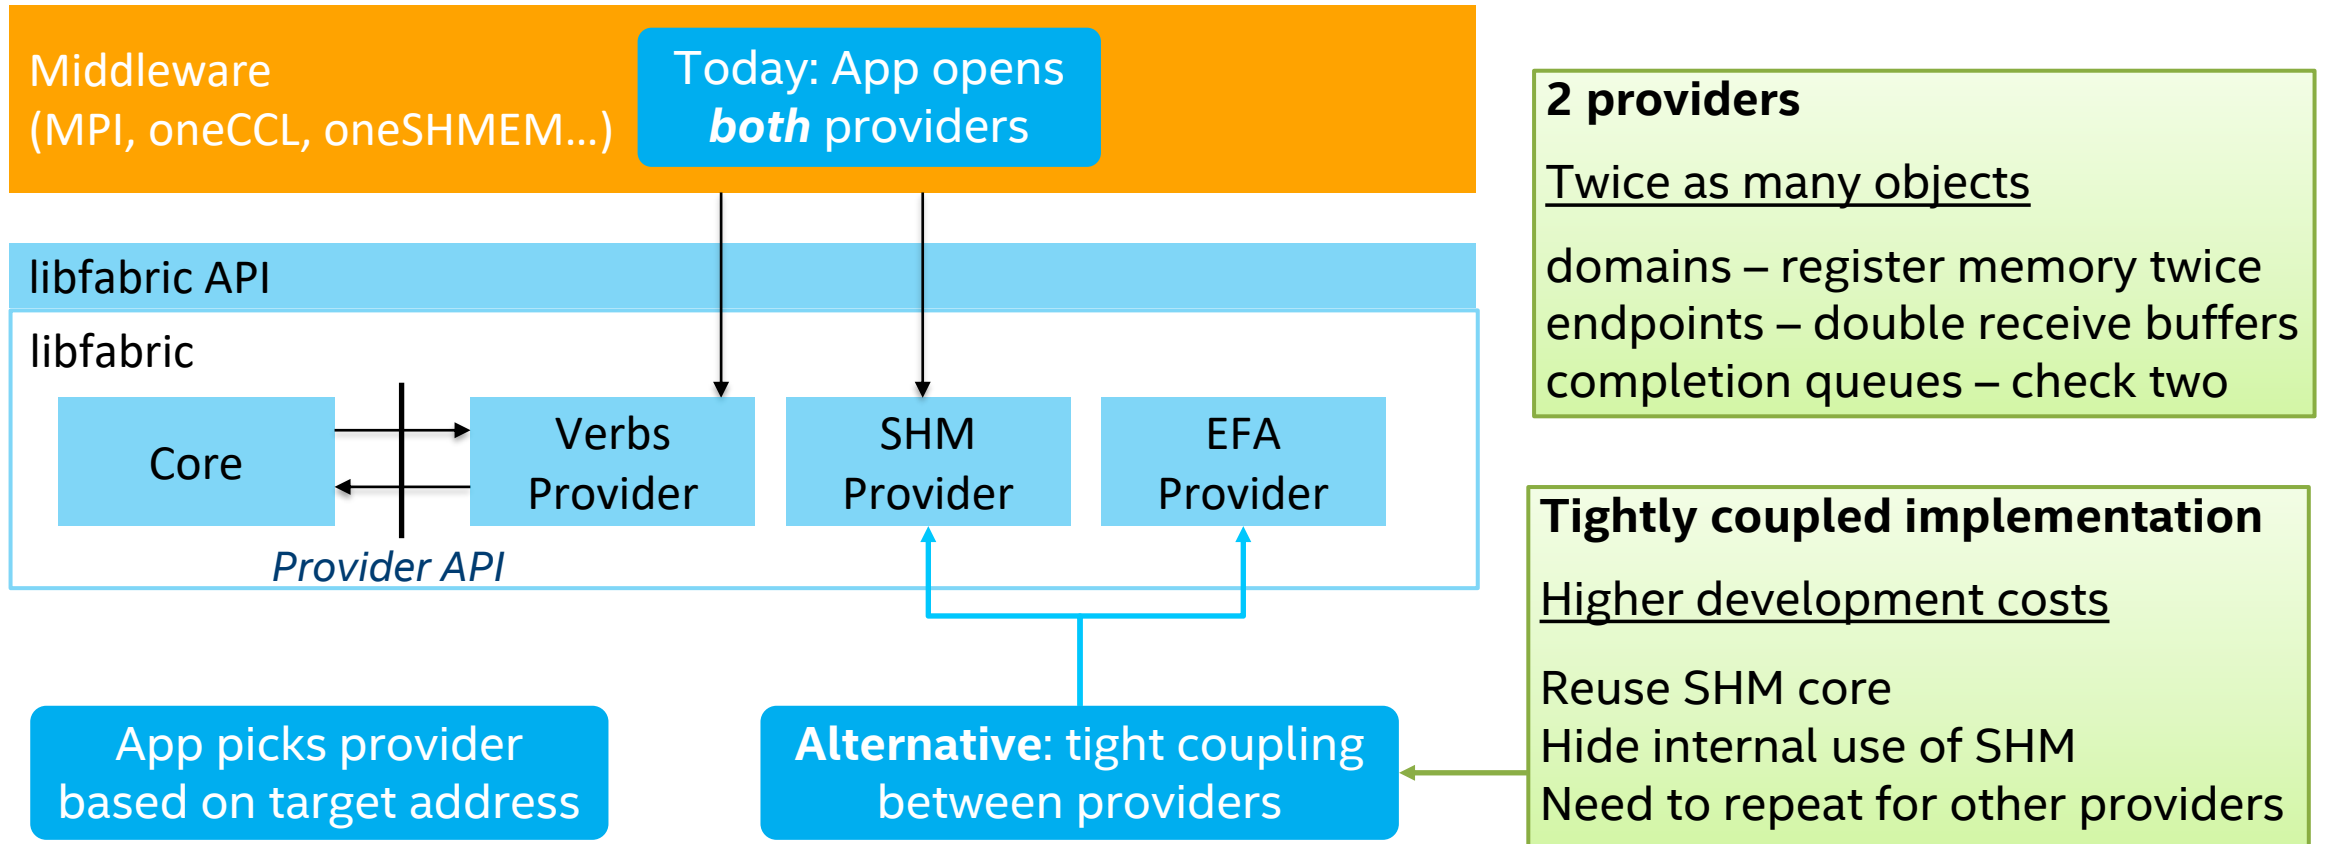 Middleware
(MPI, oneCCL, oneSHMEM...)
Today: App opens
both providers
libfabric API
libfabric
Core
Verbs
Provider
SHM
Provider
EFA
Provider
Provider API
App picks provider
based on target address
Alternative: tight coupling
between providers
2 providers
Twice as many objects
domains – register memory twice
endpoints – double receive buffers
completion queues – check two
Tightly coupled implementation
Higher development costs
Reuse SHM core
Hide internal use of SHM
Need to repeat for other providers